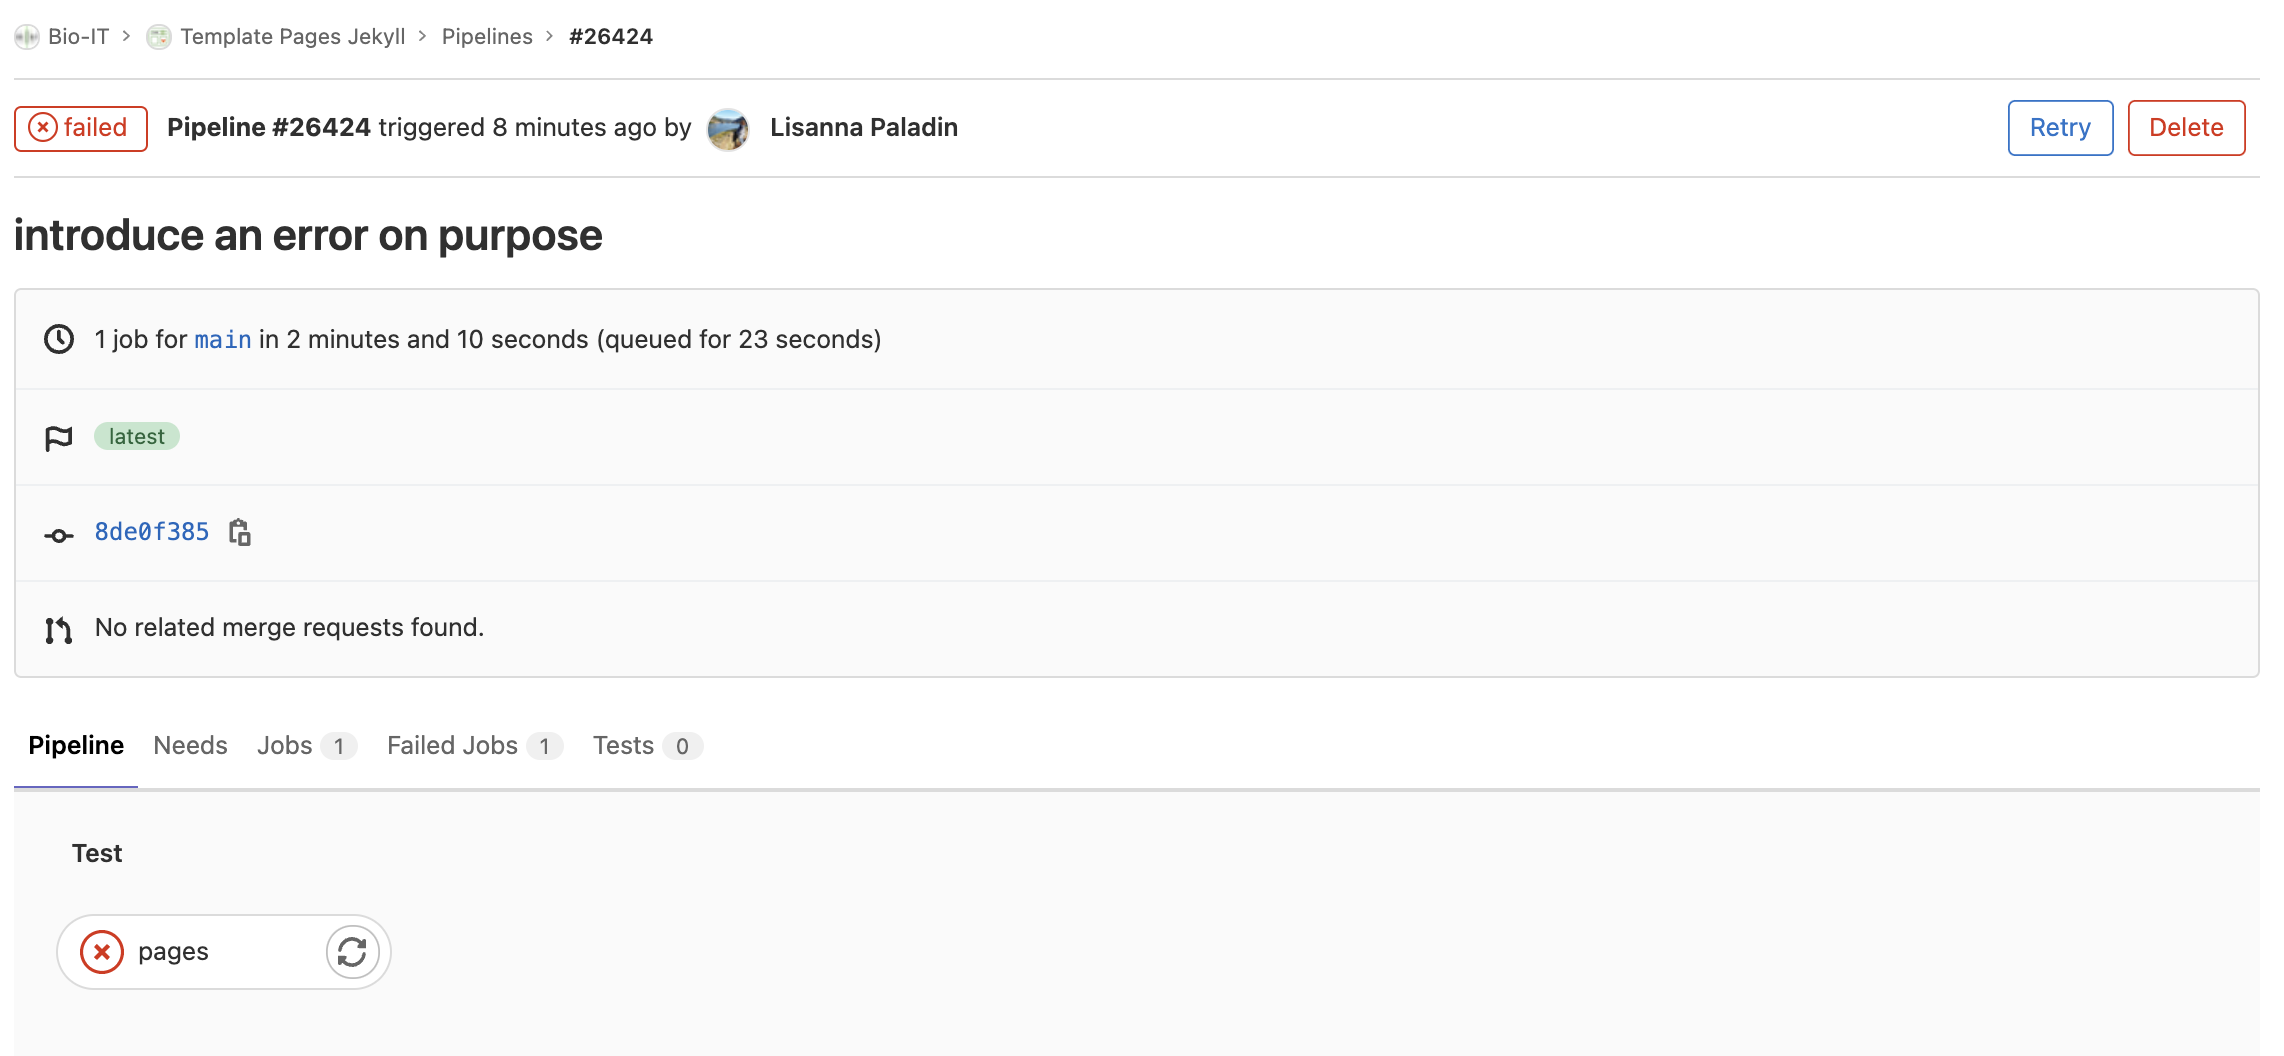 Bio-IT > Template Pages Jekyll > Pipelines > #26424
failed Pipeline #26424 triggered 8 minutes ago by Lisanna Paladin Retry Delete
introduce an error on purpose
1 job for main in 2 minutes and 10 seconds (queued for 23 seconds)
latest
8de0f385
No related merge requests found.
Pipeline Needs Jobs 1 Failed Jobs 1 Tests 0
Test
pages